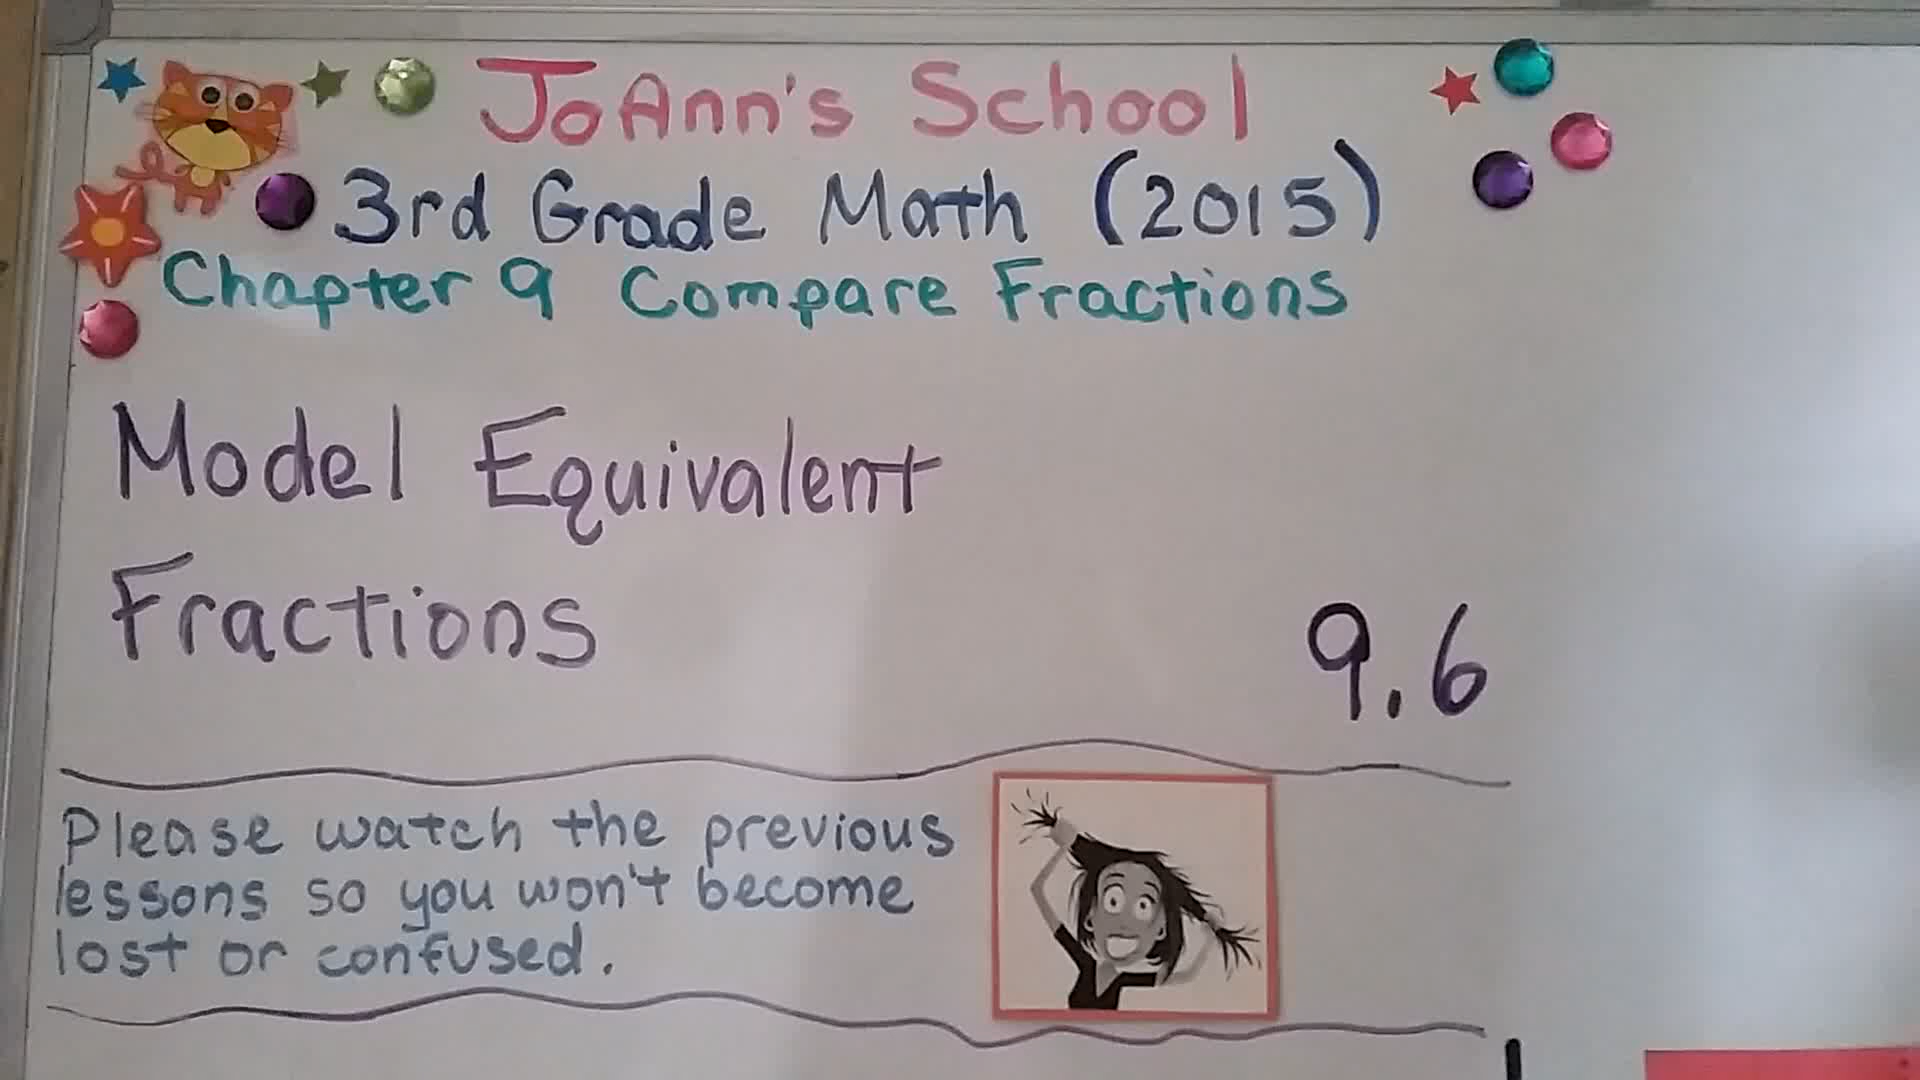 JoAnn's School
3rd Grade Math (2015)
Chapter 9 Compare Fractions
Model Equivalent
Fractions
9.6
Please watch the previous
lessons so you won't become
lost or confused.